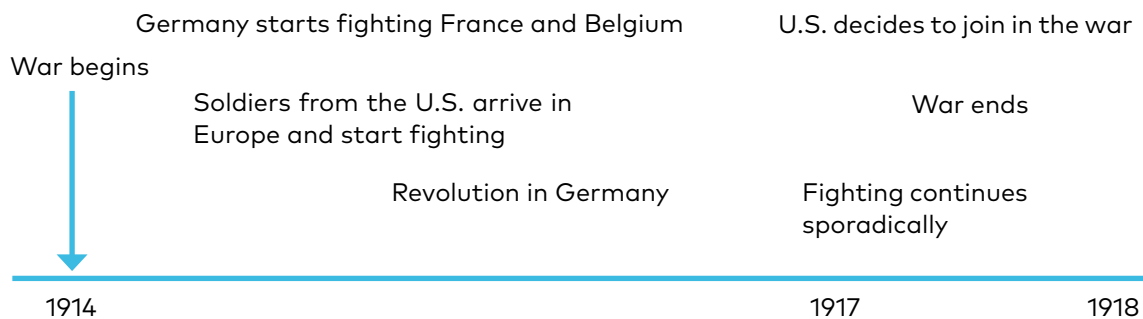 Germany starts fighting France and Belgium
U.S. decides to join in the war
War begins
Soldiers from the U.S. arrive in
Europe and start fighting
War ends
Revolution in Germany
Fighting continues
sporadically
1914
1917
1918